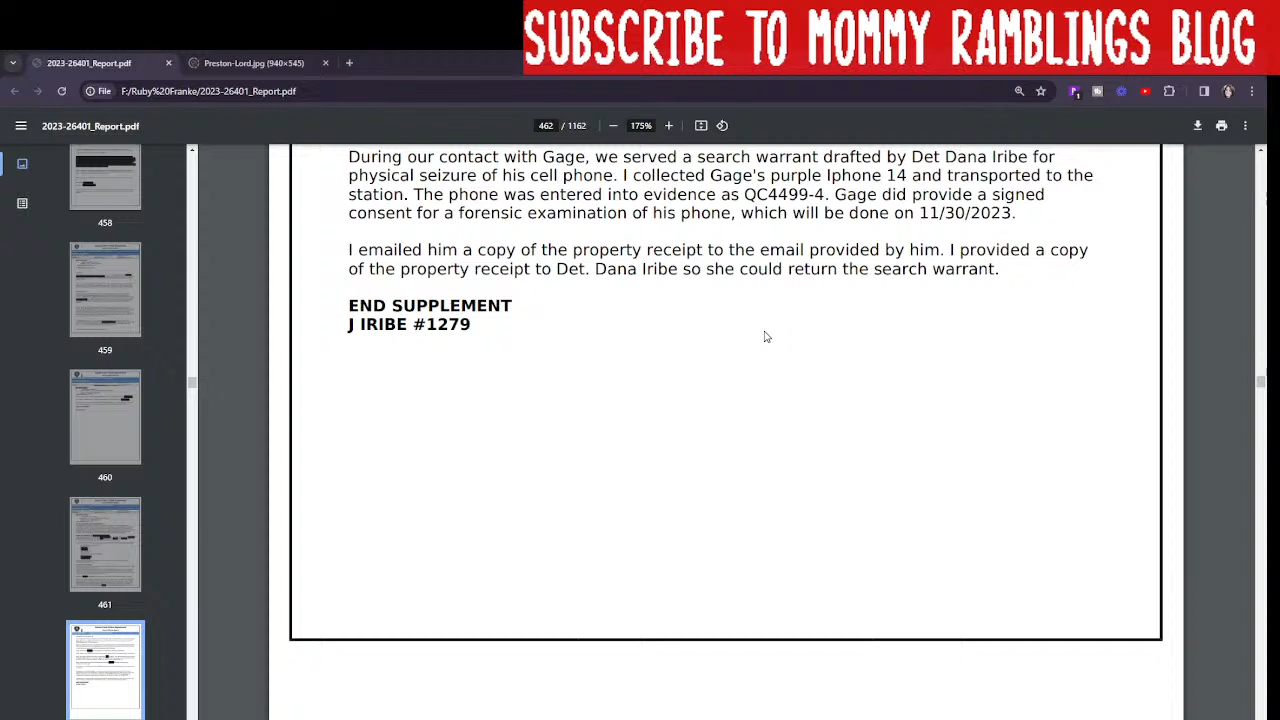 SUBSCRIBE TO MOMMY RAMBLINGS BLOG
2023-26401_Report.pdf
Preston-Lord.jpg (940×545)
File
F:/Ruby%20Franke/2023-26401_Report.pdf
2023-26401_Report.pdf
462 / 1162
175%
During our contact with Gage, we served a search warrant drafted by Det Dana Iribe for
physical seizure of his cell phone. I collected Gage's purple Iphone 14 and transported to the
station. The phone was entered into evidence as QC4499-4. Gage did provide a signed
consent for a forensic examination of his phone, which will be done on 11/30/2023.
I emailed him a copy of the property receipt to the email provided by him. I provided a copy
of the property receipt to Det. Dana Iribe so she could return the search warrant.
END SUPPLEMENT
J IRIBE #1279
458
459
460
461